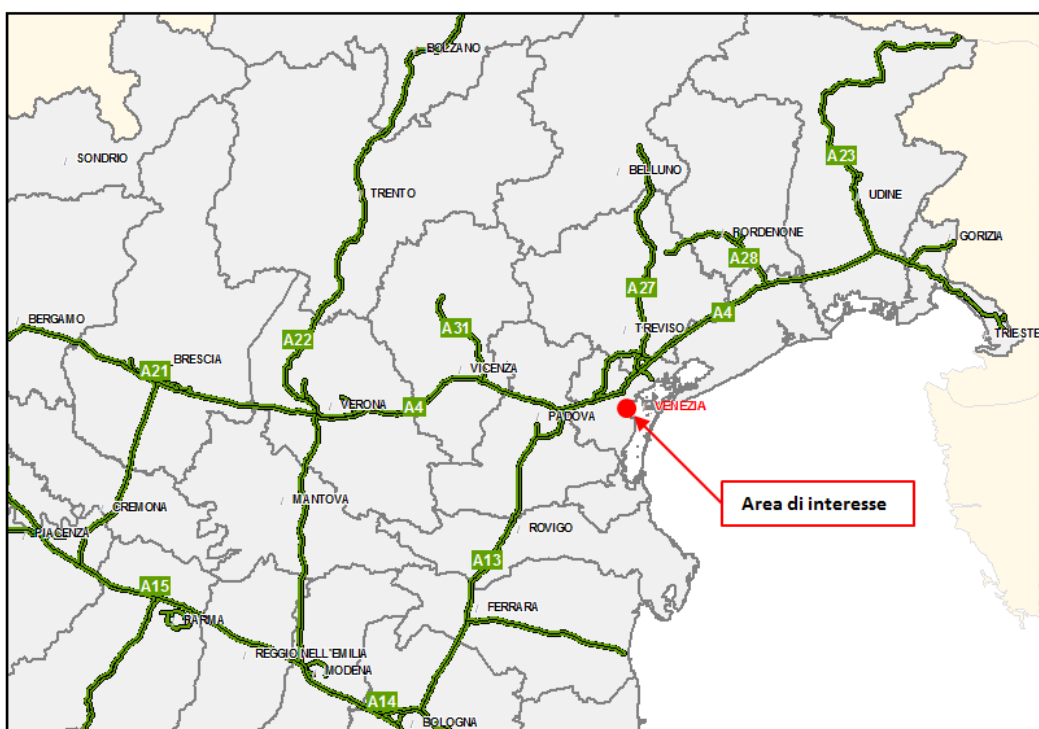 BOLZANO
SONDRIO
A23
BELLUNO
TRENTO
UDINE
PORDENONE
GORIZIA
A28
A27
A4
BERGAMO
A31
TREVISO
TRIESTE
A22
BRESCIA
A21
VICENZA
VERONA
A4
PADOVA
VENEZIA
Area di interesse
MANTOVA
CREMONA
ROVIGO
PIACENZA
A13
A15
FERRARA
PARMA
REGGIO NELL'EMILIA
MODENA
A14
BOLOGNA